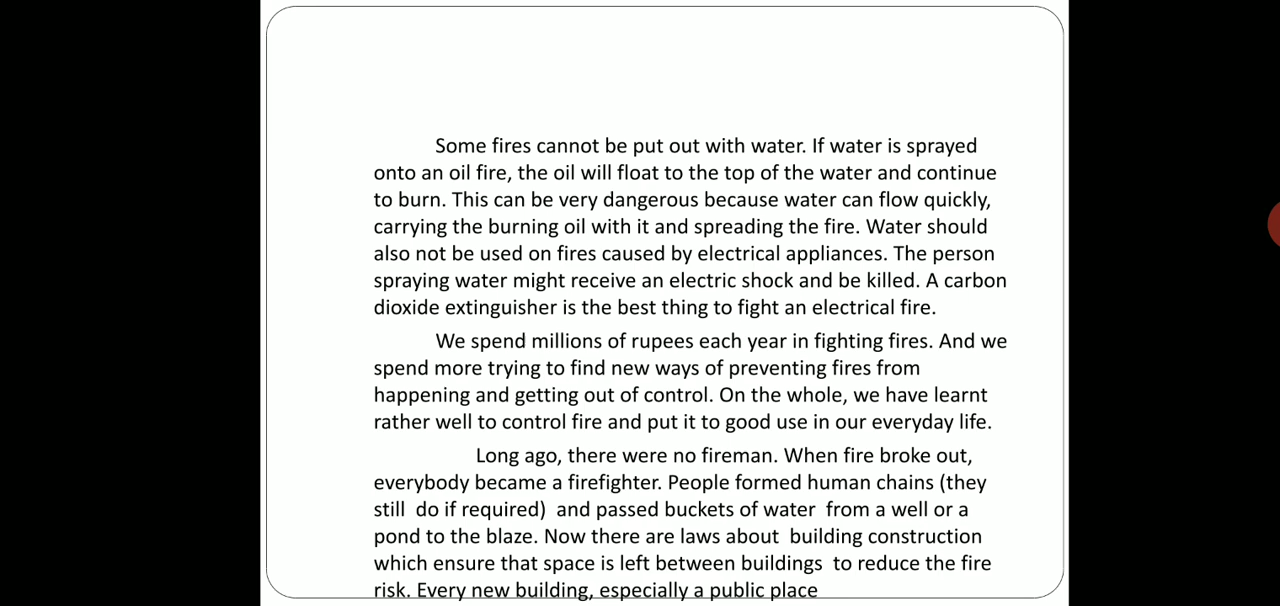 Some fires cannot be put out with water. If water is sprayed
onto an oil fire, the oil will float to the top of the water and continue
to burn. This can be very dangerous because water can flow quickly,
carrying the burning oil with it and spreading the fire. Water should
also not be used on fires caused by electrical appliances. The person
spraying water might receive an electric shock and be killed. A carbon
dioxide extinguisher is the best thing to fight an electrical fire.
We spend millions of rupees each year in fighting fires. And we
spend more trying to find new ways of preventing fires from
happening and getting out of control. On the whole, we have learnt
rather well to control fire and put it to good use in our everyday life.
Long ago, there were no fireman. When fire broke out,
everybody became a firefighter. People formed human chains (they
still do if required) and passed buckets of water from a well or a
pond to the blaze. Now there are laws about building construction
which ensure that space is left between buildings to reduce the fire
risk. Every new building, especially a public place